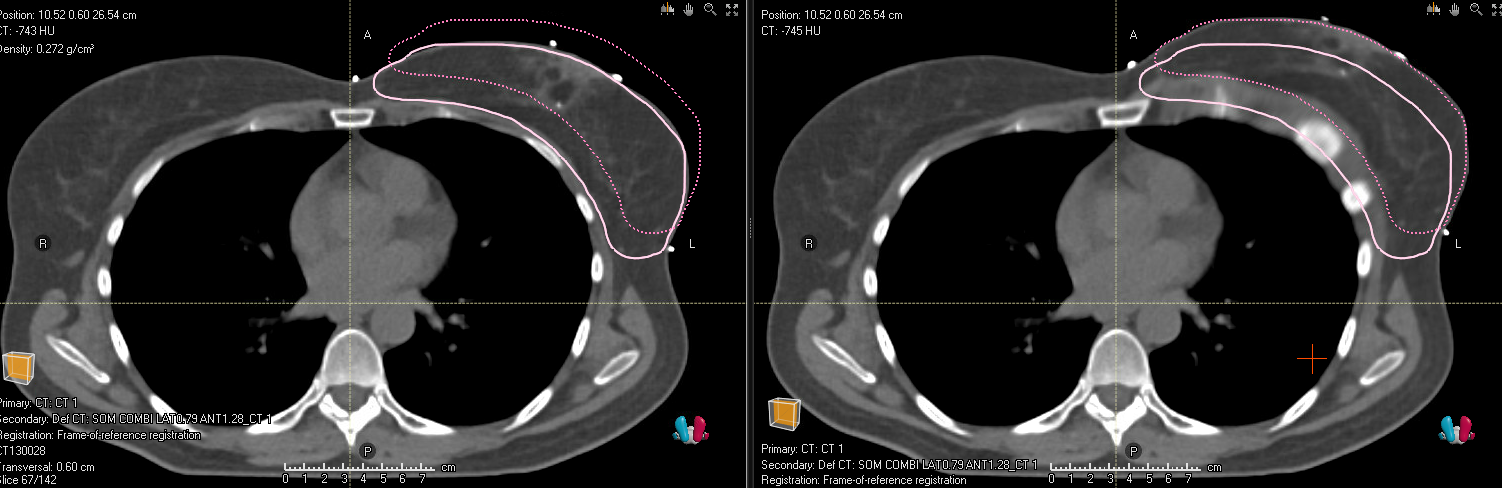 Position: 10.52 0.60 26.54 cm
CT: -743 HU
Density: 0.272 g/cm³
A
R
L
Primary: CT: CT 1
Secondary: Def CT: SOM COMBI LAT0.79 ANT1.28_CT 1
Registration: Frame-of-reference registration
CT130028
Transversal: 0.60 cm
Slice 67/142
P
cm
0 1 2 3 4 5 6 7
Position: 10.52 0.60 26.54 cm
CT: -745 HU
A
R
L
Primary: CT: CT 1
Secondary: Def CT: SOM COMBI LAT0.79 ANT1.28_CT 1
Registration: Frame-of-reference registration
P
cm
0 1 2 3 4 5 6 7